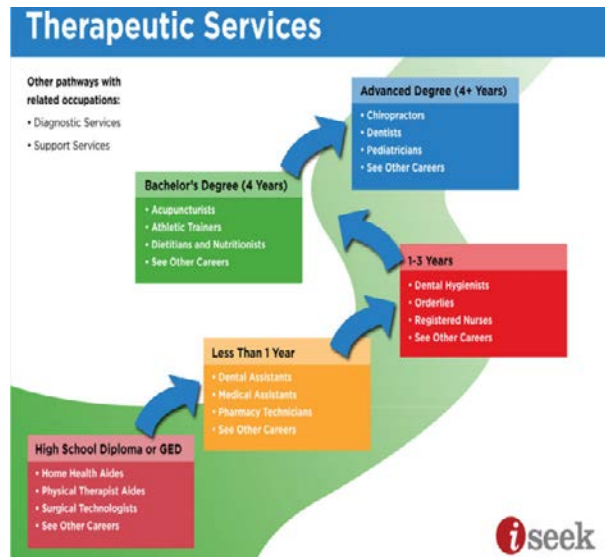 Therapeutic Services
Other pathways with
related occupations:
• Diagnostic Services
• Support Services
Advanced Degree (4+ Years)
• Chiropractors
• Dentists
• Pediatricians
• See Other Careers
Bachelor's Degree (4 Years)
• Acupuncturists
• Athletic Trainers
• Dietitians and Nutritionists
• See Other Careers
1-3 Years
• Dental Hygienists
• Orderlies
• Registered Nurses
• See Other Careers
Less Than 1 Year
• Dental Assistants
• Medical Assistants
• Pharmacy Technicians
• See Other Careers
High School Diploma or GED
• Home Health Aides
• Physical Therapist Aides
• Surgical Technologists
• See Other Careers
iseek